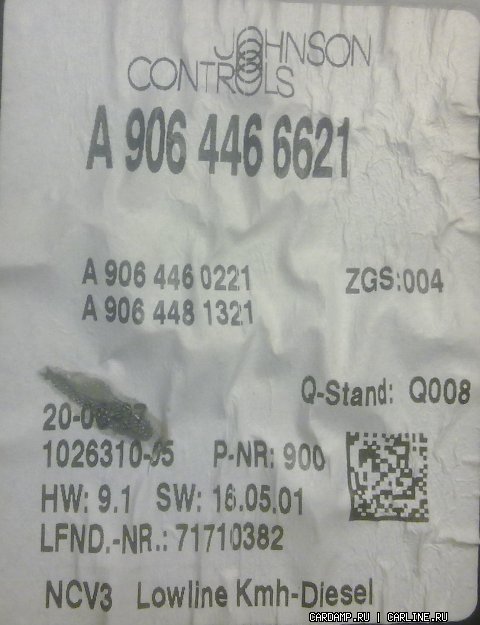 JOHNSON
CONTROLS
A 906 446 6621
A 906 446 0221 ZGS:004
A 906 448 1321
Q-Stand: Q008
1026310-05 P-NR: 900
HW: 9.1 SW: 16.05.01
LFND.-NR.: 71710382
NCV3 Lowline Kmh-Diesel
CARDAMP.RU | CARLINE.RU